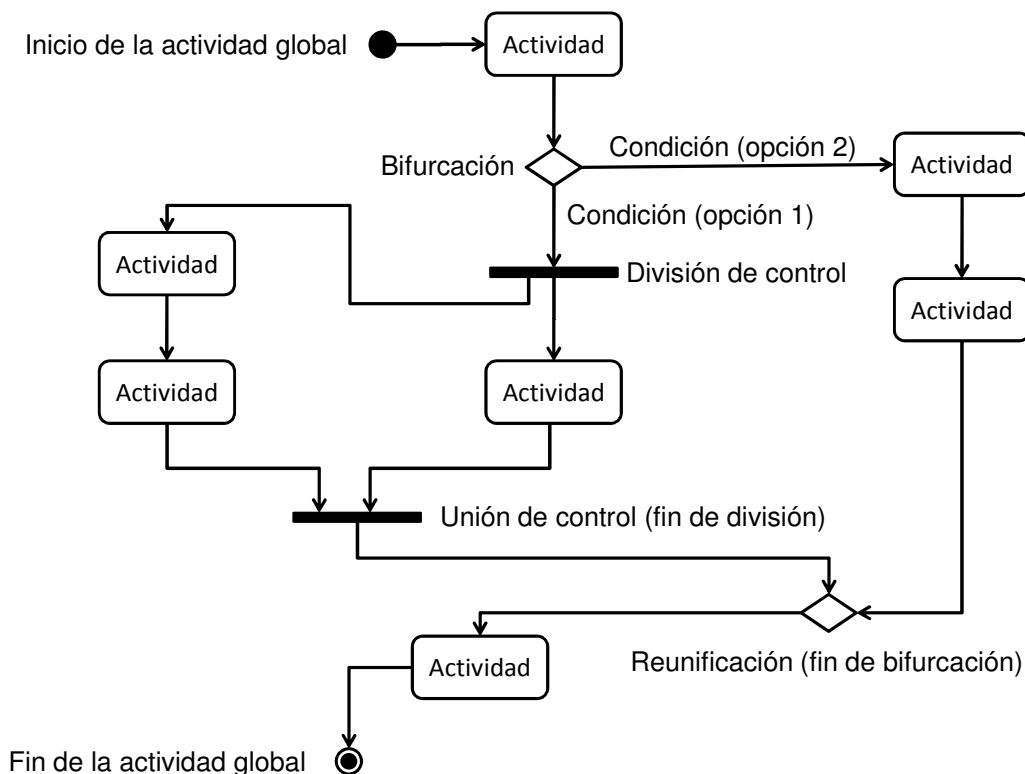 Inicio de la actividad global
Actividad
Bifurcación
Condición (opción 2)
Actividad
Condición (opción 1)
Actividad
División de control
Actividad
Actividad
Actividad
Unión de control (fin de división)
Actividad
Reunificación (fin de bifurcación)
Fin de la actividad global